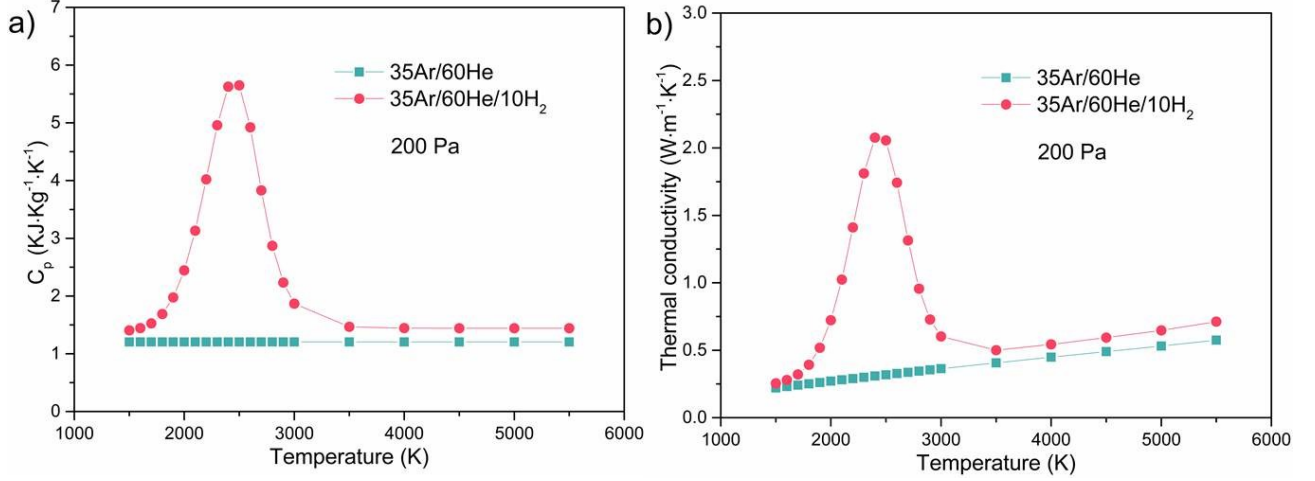 a)
7
6
5
4
3
2
1
0
C_p (KJ·Kg⁻¹·K⁻¹)
35Ar/60He
35Ar/60He/10H₂
200 Pa
1000 2000 3000 4000 5000 6000
Temperature (K)
b)
3.0
2.5
2.0
1.5
1.0
0.5
0.0
Thermal conductivity (W·m⁻¹·K⁻¹)
35Ar/60He
35Ar/60He/10H₂
200 Pa
1000 2000 3000 4000 5000 6000
Temperature (K)